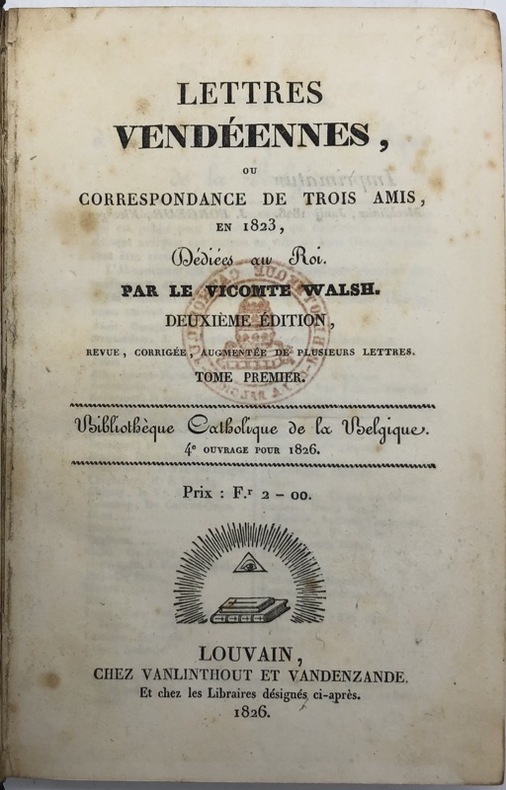 LETTRES
VENDÉENNES,
OU
CORRESPONDANCE DE TROIS AMIS,
EN 1823,
Dédiées au Roi.
PAR LE VICOMTE WALSH.
DEUXIÈME ÉDITION,
REVUE, CORRIGÉE, AUGMENTÉE DE PLUSIEURS LETTRES.
TOME PREMIER.
Bibliothèque Catholique de la Belgique.
4e OUVRAGE POUR 1826.
Prix : F.r 2 - 00.
LOUVAIN,
CHEZ VANLINTHOUT ET VANDENZANDE.
Et chez les Libraires désignés ci-après.
1826.